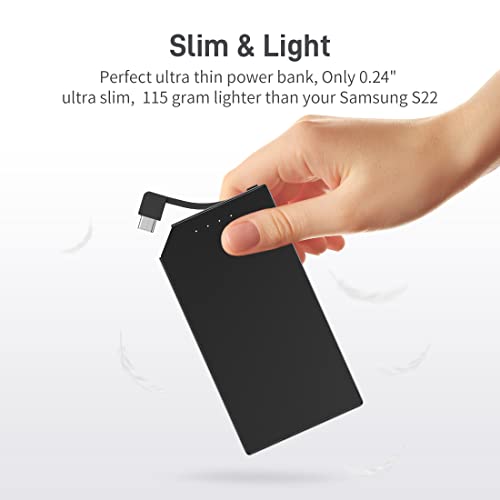 Slim & Light
Perfect ultra thin power bank, Only 0.24"
ultra slim, 115 gram lighter than your Samsung S22